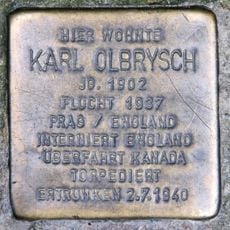 HIER WOHNTE
KARL OLBRYSCH
JG. 1902
FLUCHT 1937
PRAG / ENGLAND
INTERNIERT ENGLAND
ÜBERFAHRT KANADA
TORPEDIERT
ERTRUNKEN 2.7.1940